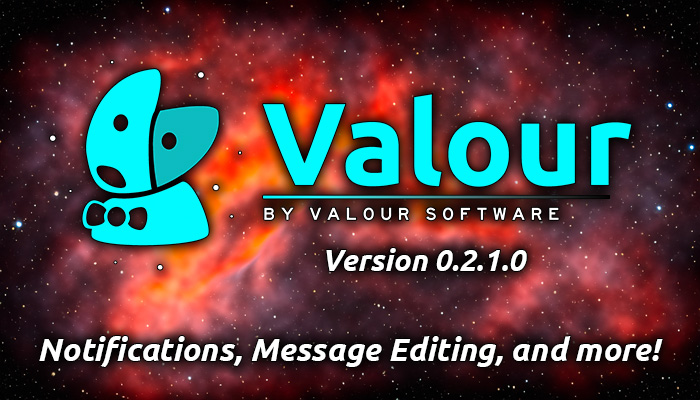 Valour
BY VALOUR SOFTWARE
Version 0.2.1.0
Notifications, Message Editing, and more!